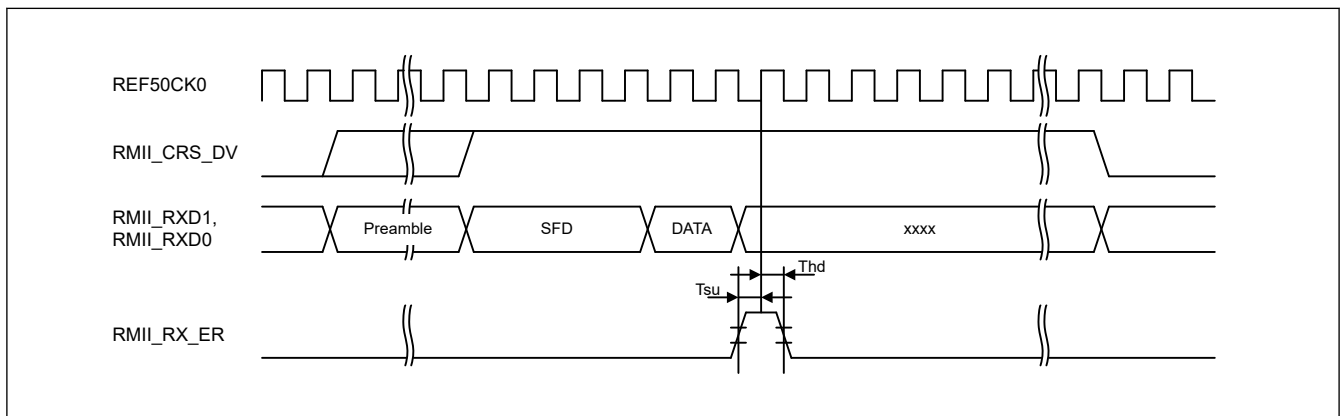 REF50CK0
RMII_CRS_DV
RMII_RXD1,
RMII_RXD0
Preamble
SFD
DATA
xxxx
Thd
Tsu
RMII_RX_ER